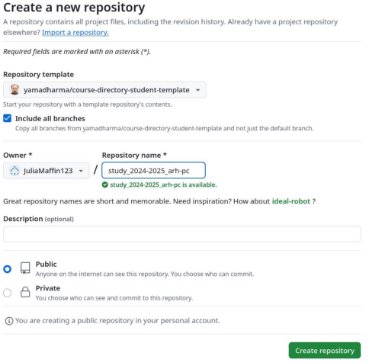 Create a new repository
A repository contains all project files, including the revision history. Already have a project repository
elsewhere? Import a repository.
Required fields are marked with an asterisk (*).
Repository template
yamadharma/course-directory-student-template
Start your repository with a template repository's contents.
Include all branches
Copy all branches from yamadharma/course-directory-student-template and not just the default branch.
Owner * Repository name *
JuliaMaffin123 / study_2024-2025_arh-pc
study_2024-2025_arh-pc is available.
Great repository names are short and memorable. Need inspiration? How about ideal-robot ?
Description (optional)
Public
Anyone on the internet can see this repository. You choose who can commit.
Private
You choose who can see and commit to this repository.
You are creating a public repository in your personal account.
Create repository